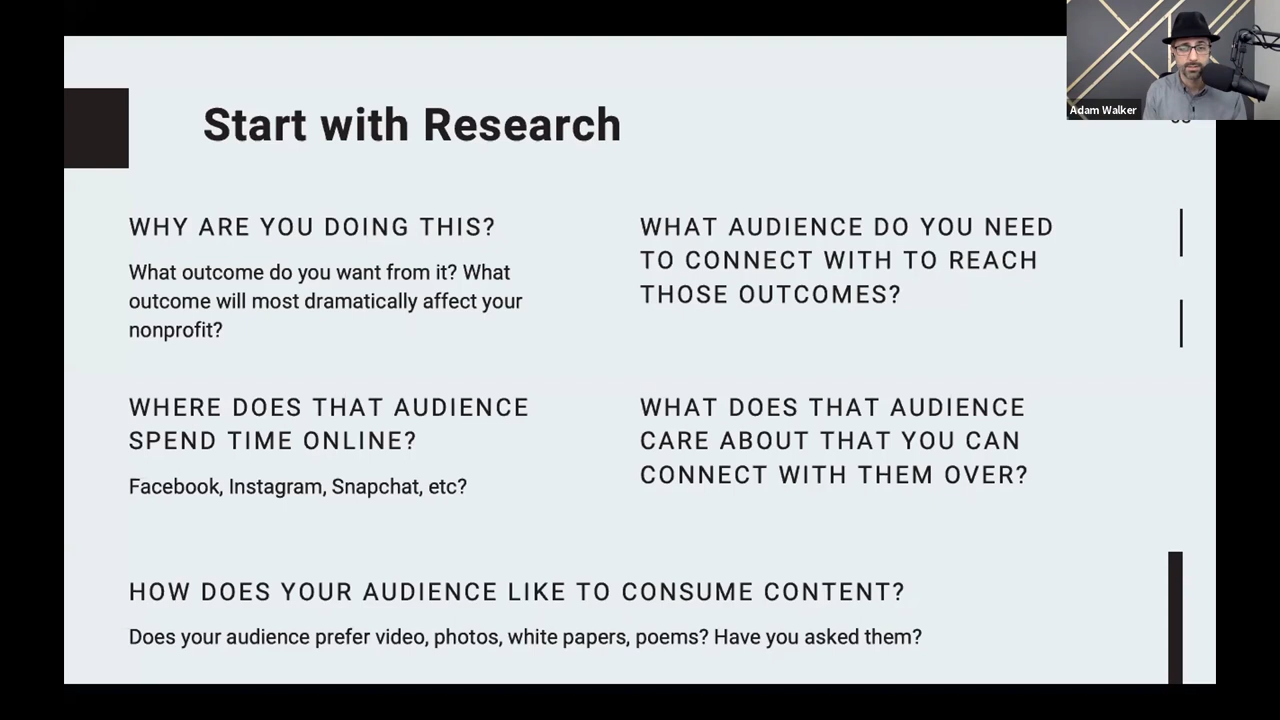 Start with Research
Adam Walker
WHY ARE YOU DOING THIS?
What outcome do you want from it? What
outcome will most dramatically affect your
nonprofit?
WHAT AUDIENCE DO YOU NEED
TO CONNECT WITH TO REACH
THOSE OUTCOMES?
WHERE DOES THAT AUDIENCE
SPEND TIME ONLINE?
Facebook, Instagram, Snapchat, etc?
WHAT DOES THAT AUDIENCE
CARE ABOUT THAT YOU CAN
CONNECT WITH THEM OVER?
HOW DOES YOUR AUDIENCE LIKE TO CONSUME CONTENT?
Does your audience prefer video, photos, white papers, poems? Have you asked them?